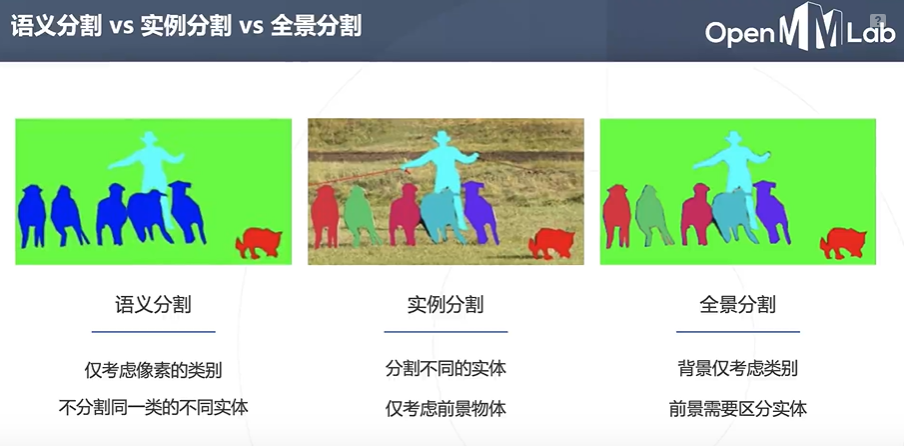 语义分割 vs 实例分割 vs 全景分割
OpenMMLab
?
语义分割
实例分割
全景分割
仅考虑像素的类别
不分割同一类的不同实体
分割不同的实体
仅考虑前景物体
背景仅考虑类别
前景需要区分实体